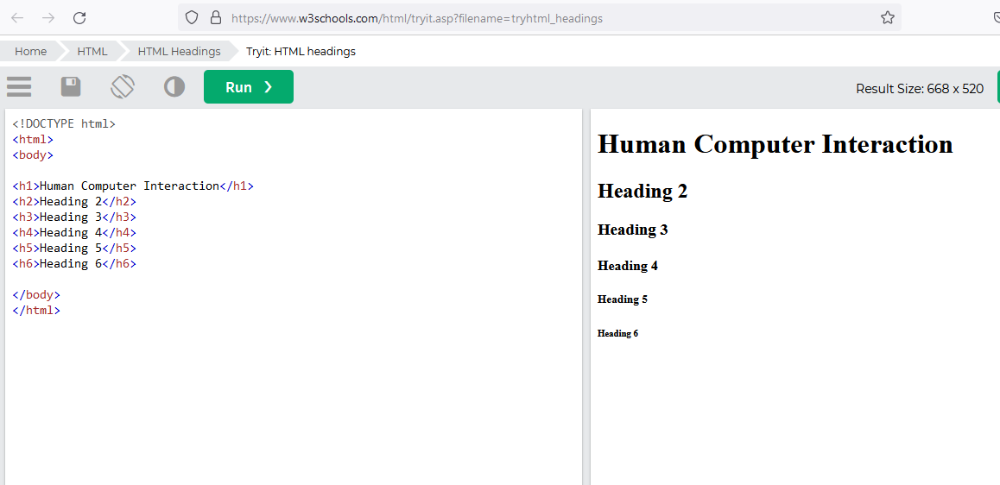 https://www.w3schools.com/html/tryit.asp?filename=tryhtml_headings
Home HTML HTML Headings Tryit: HTML headings
Run ❯ Result Size: 668 x 520
<!DOCTYPE html>
<html>
<body>
<h1>Human Computer Interaction</h1>
<h2>Heading 2</h2>
<h3>Heading 3</h3>
<h4>Heading 4</h4>
<h5>Heading 5</h5>
<h6>Heading 6</h6>
</body>
</html>
Human Computer Interaction
Heading 2
Heading 3
Heading 4
Heading 5
Heading 6